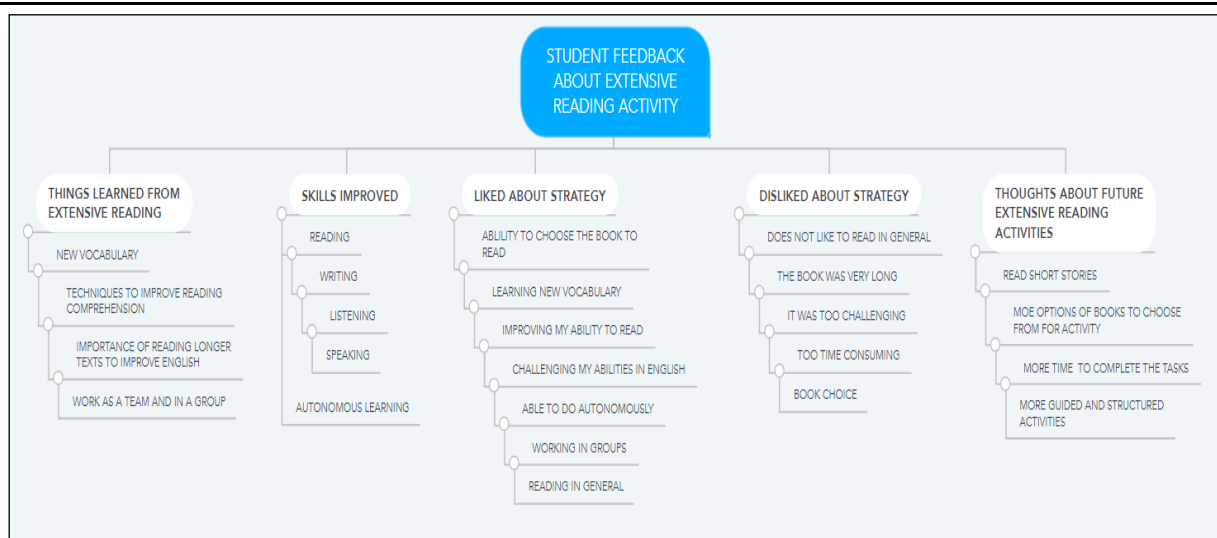 STUDENT FEEDBACK
ABOUT EXTENSIVE
READING ACTIVITY
THINGS LEARNED FROM
EXTENSIVE READING
NEW VOCABULARY
TECHNIQUES TO IMPROVE READING
COMPREHENSION
IMPORTANCE OF READING LONGER
TEXTS TO IMPROVE ENGLISH
WORK AS A TEAM AND IN A GROUP
SKILLS IMPROVED
READING
WRITING
LISTENING
SPEAKING
AUTONOMOUS LEARNING
LIKED ABOUT STRATEGY
ABLILITY TO CHOOSE THE BOOK TO
READ
LEARNING NEW VOCABULARY
IMPROVING MY ABILITY TO READ
CHALLENGING MY ABILITIES IN ENGLISH
ABLE TO DO AUTONOMOUSLY
WORKING IN GROUPS
READING IN GENERAL
DISLIKED ABOUT STRATEGY
DOES NOT LIKE TO READ IN GENERAL
THE BOOK WAS VERY LONG
IT WAS TOO CHALLENGING
TOO TIME CONSUMING
BOOK CHOICE
THOUGHTS ABOUT FUTURE
EXTENSIVE READING
ACTIVITIES
READ SHORT STORIES
MOE OPTIONS OF BOOKS TO CHOOSE
FROM FOR ACTIVITY
MORE TIME TO COMPLETE THE TASKS
MORE GUIDED AND STRUCTURED
ACTIVITIES